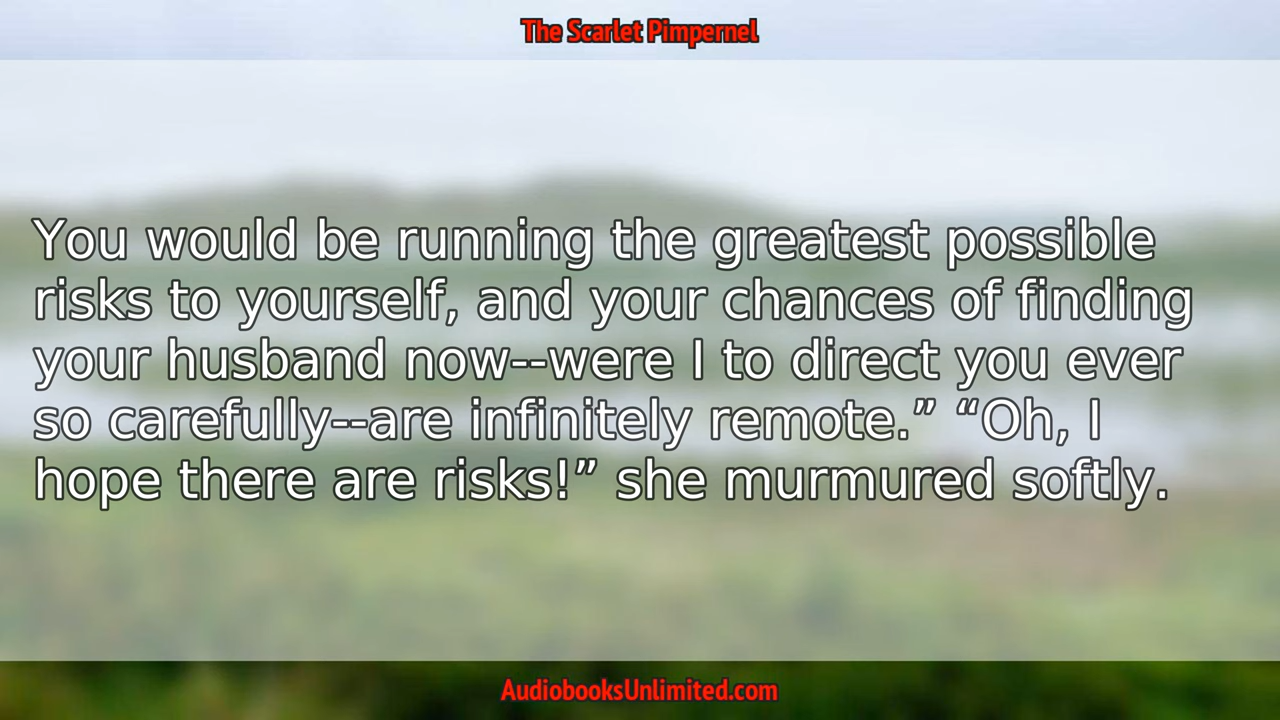 The Scarlet Pimpernel
You would be running the greatest possible
risks to yourself, and your chances of finding
your husband now--were I to direct you ever
so carefully--are infinitely remote.” “Oh, I
hope there are risks!” she murmured softly.
AudiobooksUnlimited.com